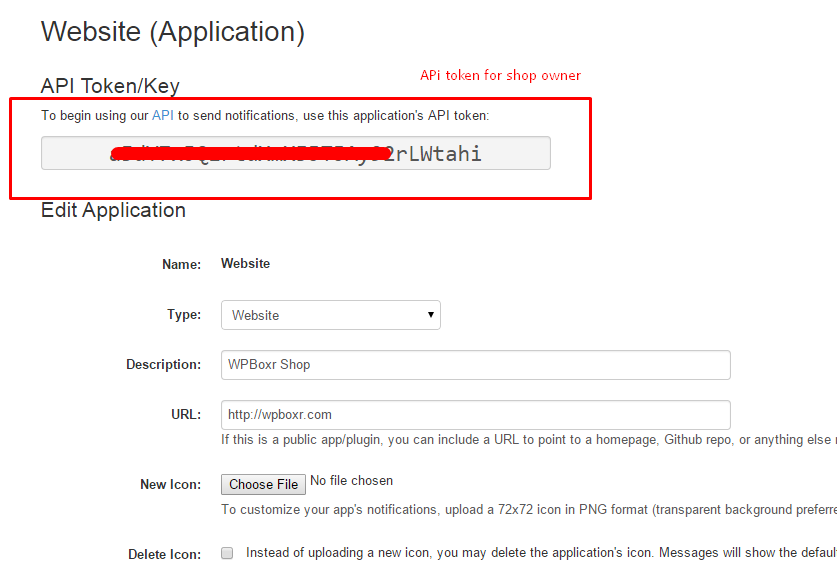 Website (Application)
API Token/Key
APi token for shop owner
To begin using our API to send notifications, use this application's API token:
2rLWtahi
Edit Application
Name: Website
Type: Website
Description: WPBoxr Shop
URL: http://wpboxr.com
If this is a public app/plugin, you can include a URL to point to a homepage, Github repo, or anything else
New Icon: Choose File No file chosen
To customize your app's notifications, upload a 72x72 icon in PNG format (transparent background
Delete Icon: Instead of uploading a new icon, you may delete the application's icon. Messages will show the